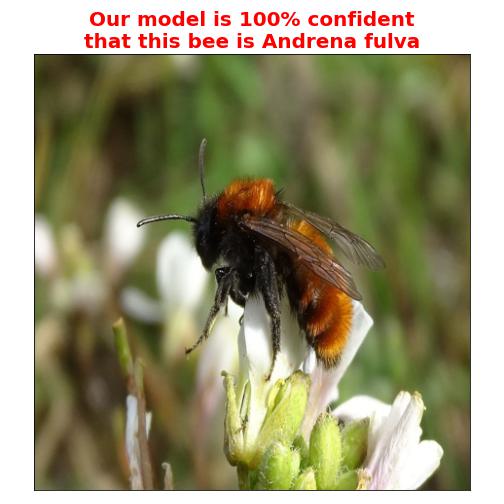 Our model is 100% confident
that this bee is Andrena fulva